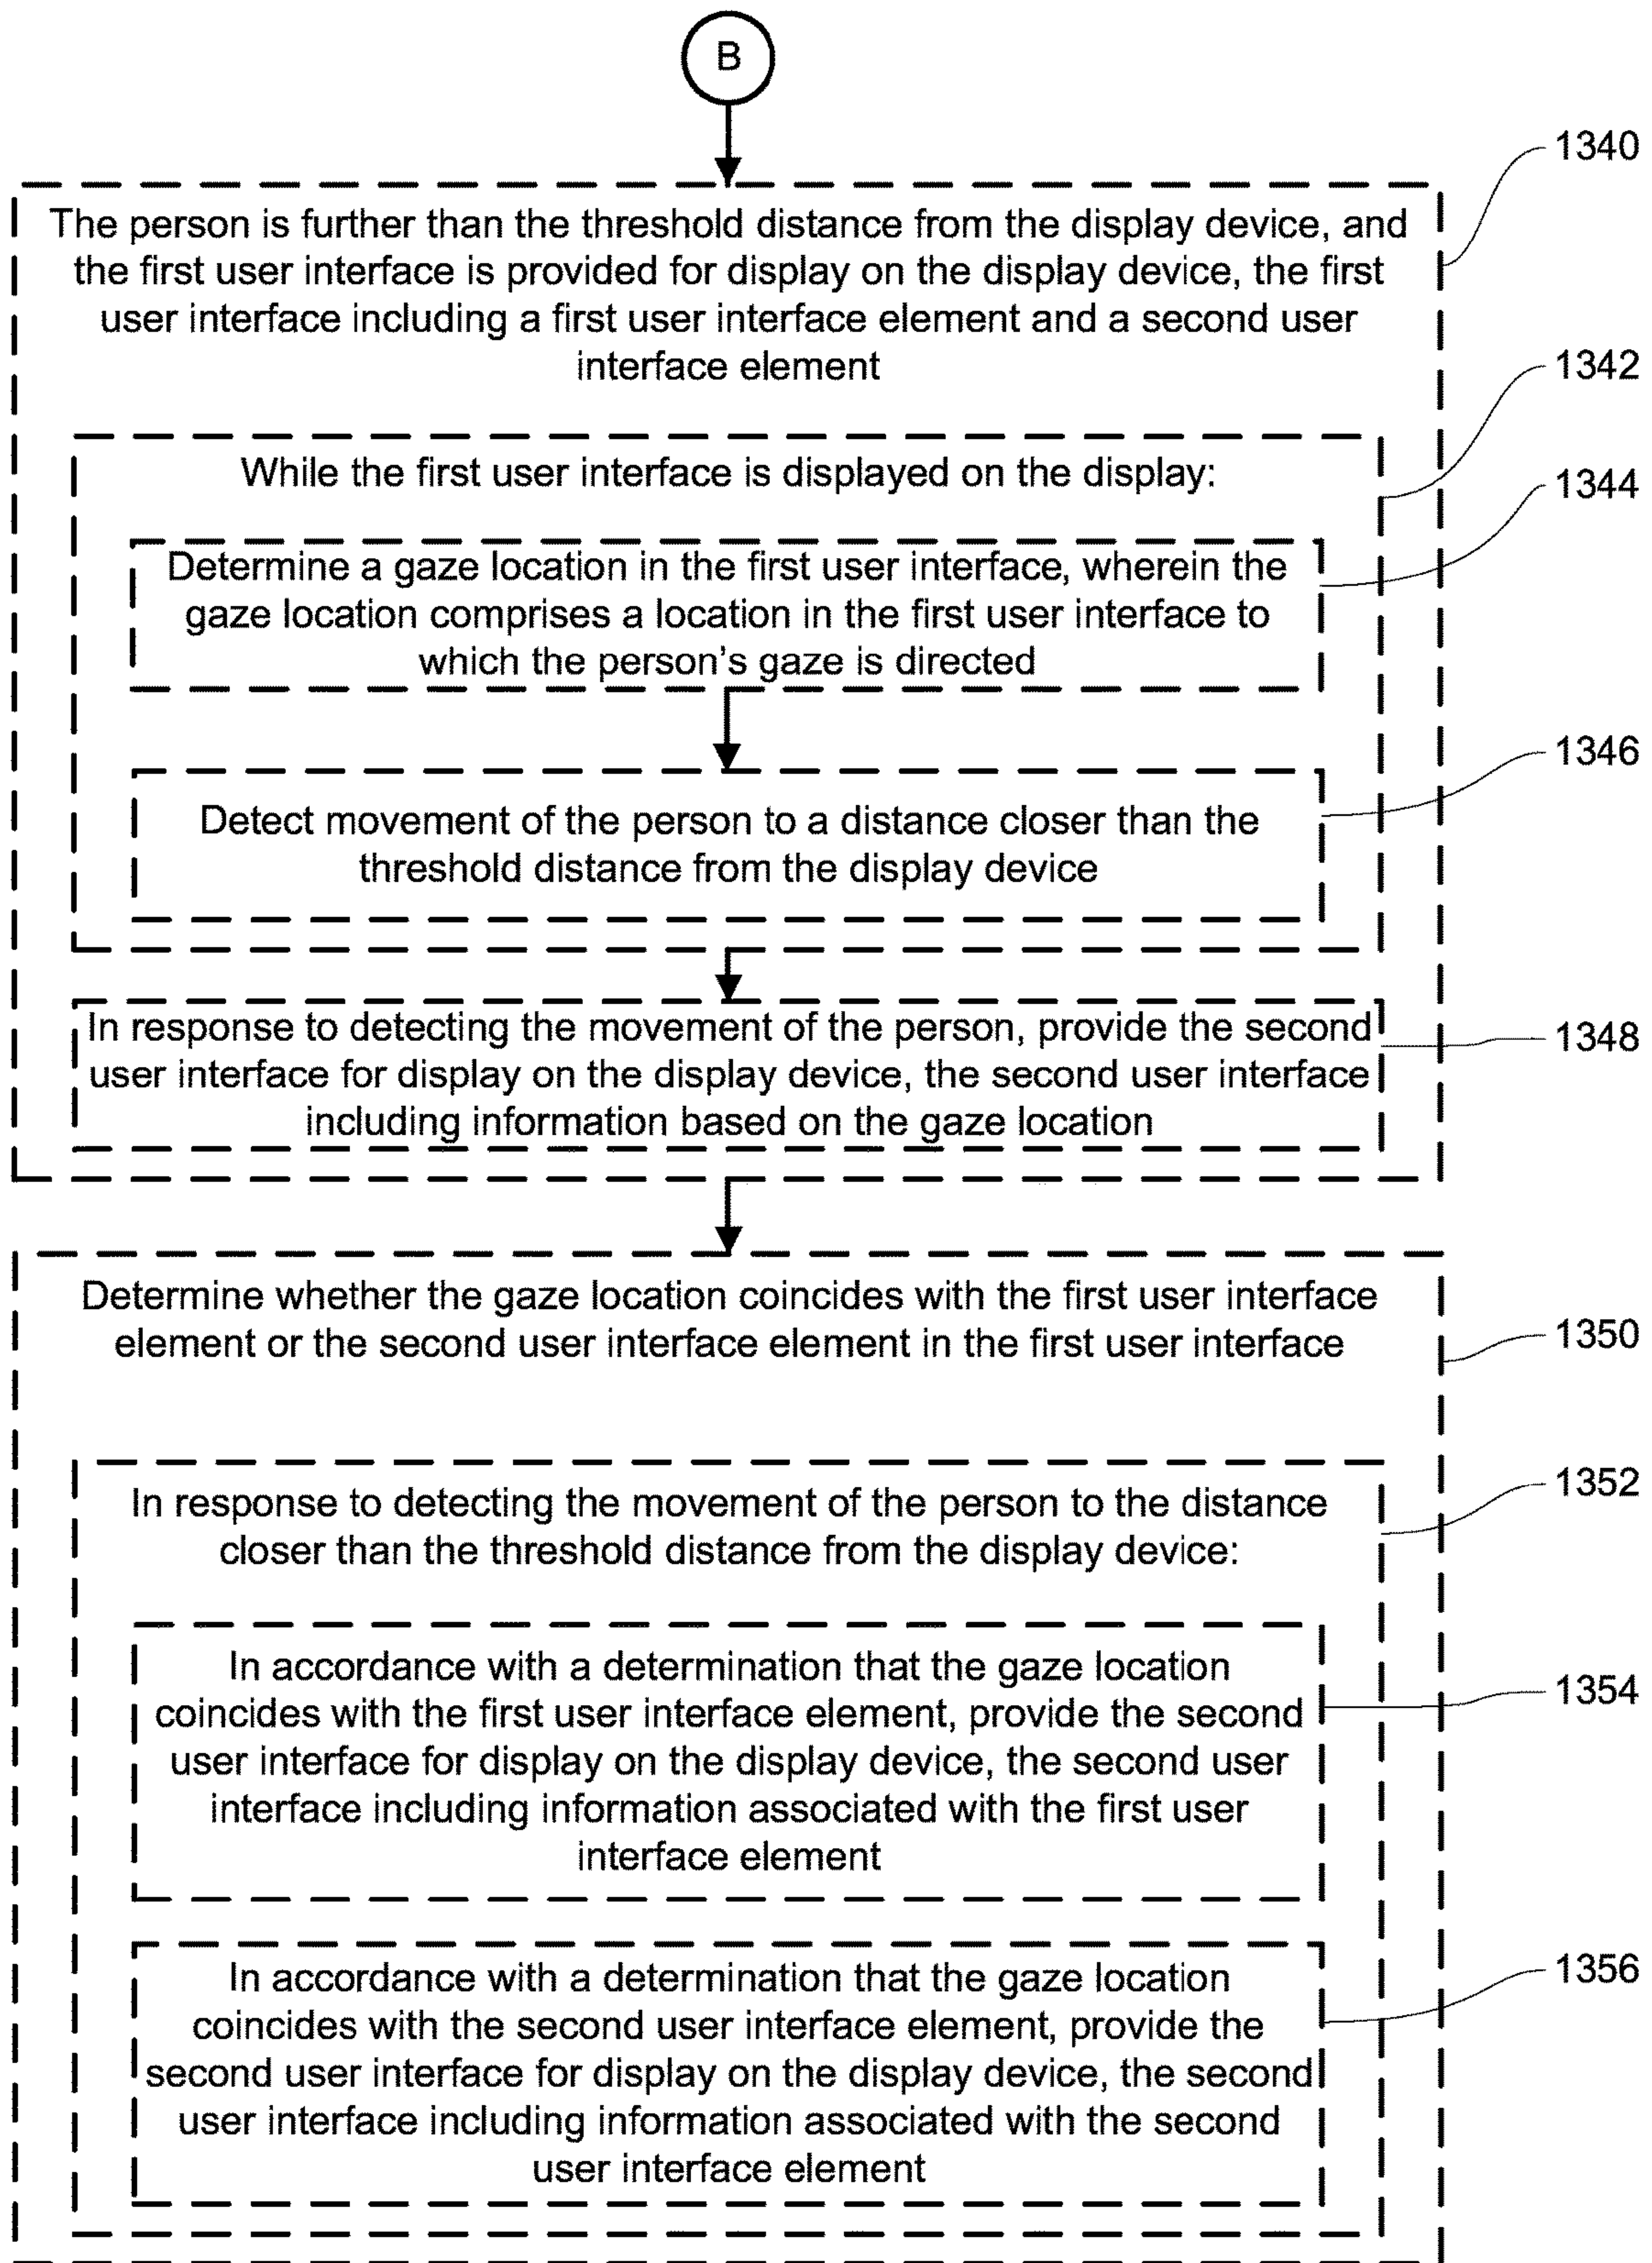 B
1340
The person is further than the threshold distance from the display device, and
the first user interface is provided for display on the display device, the first
user interface including a first user interface element and a second user
interface element
1342
While the first user interface is displayed on the display:
1344
Determine a gaze location in the first user interface, wherein the
gaze location comprises a location in the first user interface to
which the person's gaze is directed
1346
Detect movement of the person to a distance closer than the
threshold distance from the display device
1348
In response to detecting the movement of the person, provide the second
user interface for display on the display device, the second user interface
including information based on the gaze location
Determine whether the gaze location coincides with the first user interface
element or the second user interface element in the first user interface
1350
1352
In response to detecting the movement of the person to the distance
closer than the threshold distance from the display device:
In accordance with a determination that the gaze location
1354
coincides with the first user interface element, provide the second
user interface for display on the display device, the second user
interface including information associated with the first user
interface element
1356
In accordance with a determination that the gaze location
coincides with the second user interface element, provide the
second user interface for display on the display device, the second
user interface including information associated with the second
user interface element